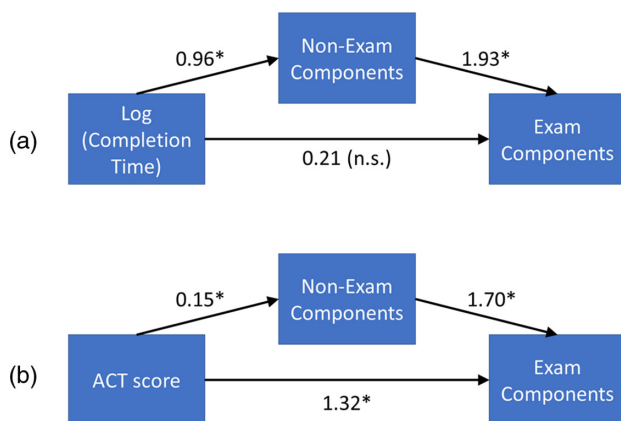 0.96*
Non-Exam
Components
1.93*
(a)
Log
(Completion
Time)
0.21 (n.s.)
Exam
Components
0.15*
Non-Exam
Components
1.70*
(b)
ACT score
1.32*
Exam
Components